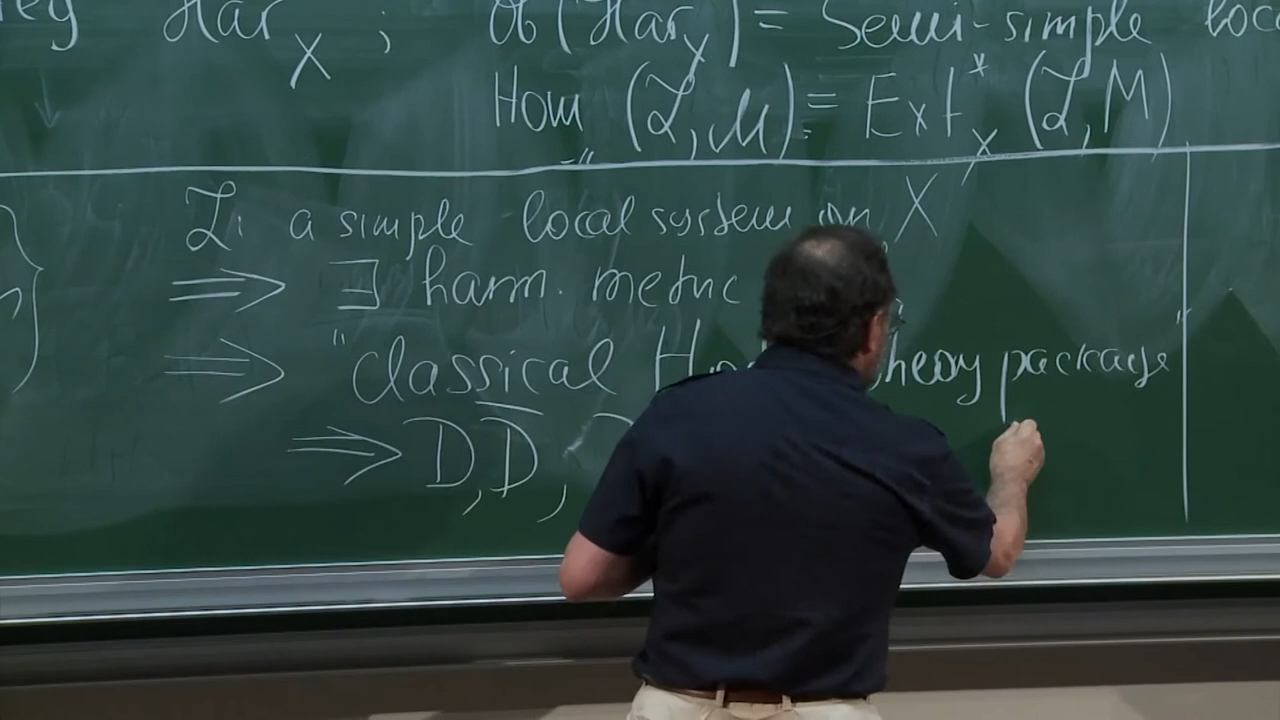 Har_X ; Ob(Har_X) = Semi-simple
Hom (ℒ, M) = Ext*_X (ℒ, M)
ℒ: a simple local system on X
⟹ ∃ harm. metric
⟹ "classical theory package"
⟹ D, D̄,